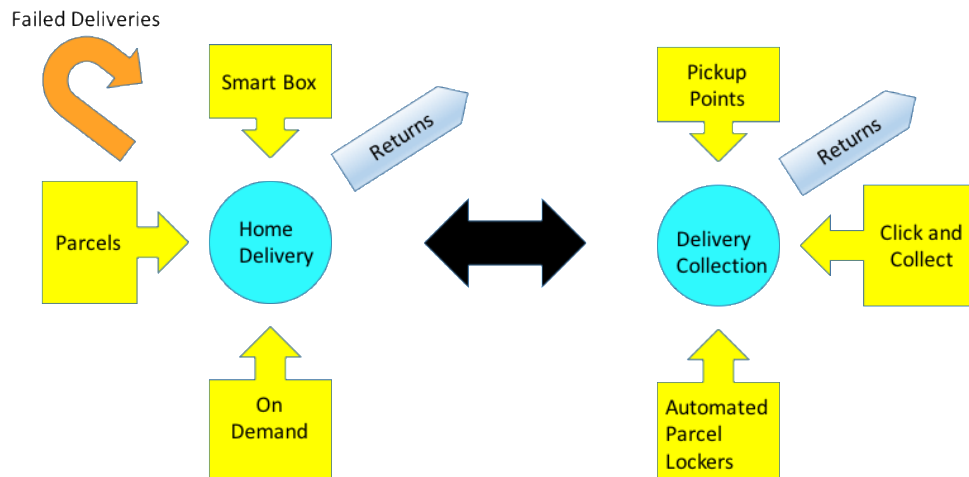 Failed Deliveries
Smart Box
Returns
Parcels
Home
Delivery
On
Demand
Pickup
Points
Returns
Delivery
Collection
Click and
Collect
Automated
Parcel
Lockers